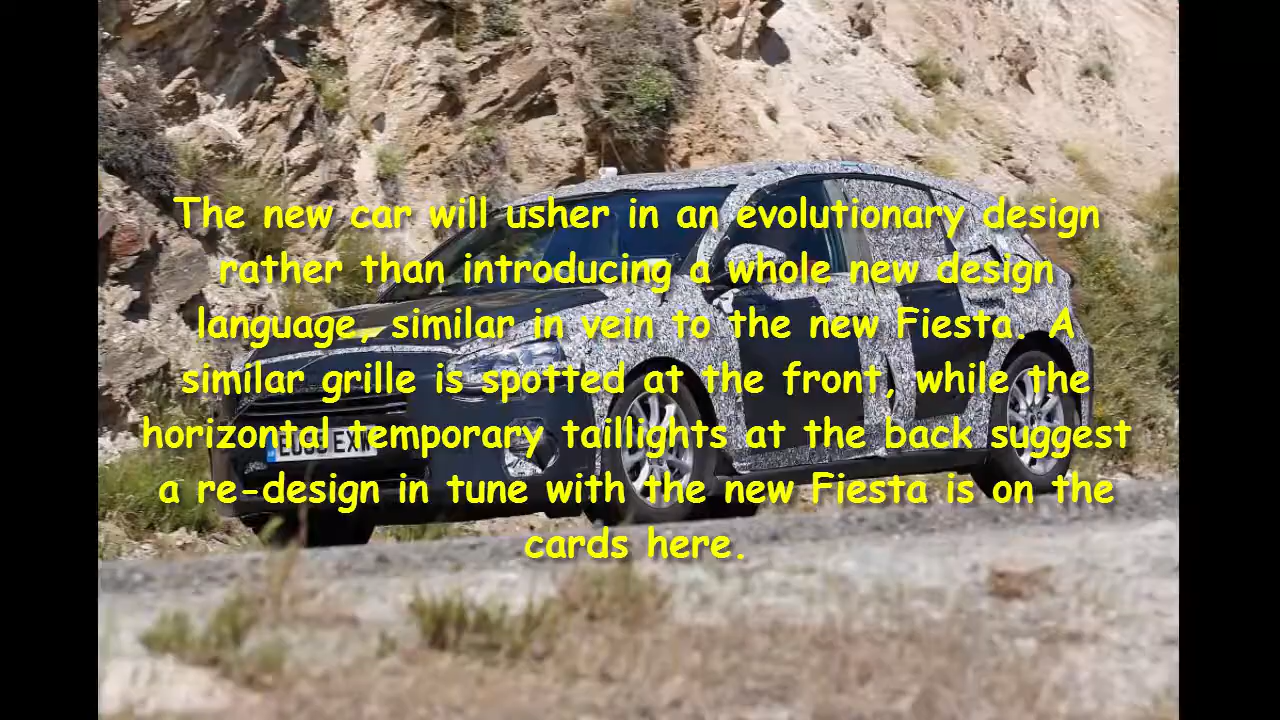 The new car will usher in an evolutionary design
rather than introducing a whole new design
language, similar in vein to the new Fiesta. A
similar grille is spotted at the front, while the
horizontal temporary taillights at the back suggest
a re-design in tune with the new Fiesta is on the
cards here.